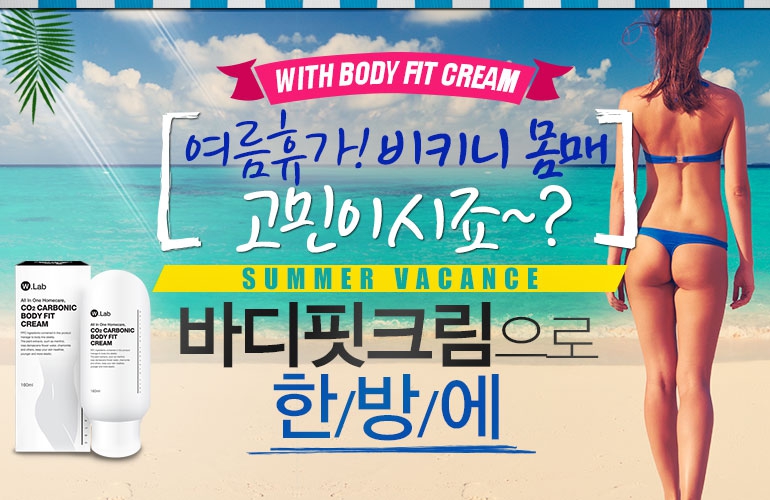 WITH BODY FIT CREAM
여름휴가! 비키니 몸매
고민이시죠~?
SUMMER VACANCE
바디핏크림으로
한/방/에
W.Lab
All In One Homecare,
CO₂ CARBONIC
BODY FIT
CREAM
160ml
W.Lab
All In One Homecare,
CO₂ CARBONIC
BODY FIT
CREAM
160ml